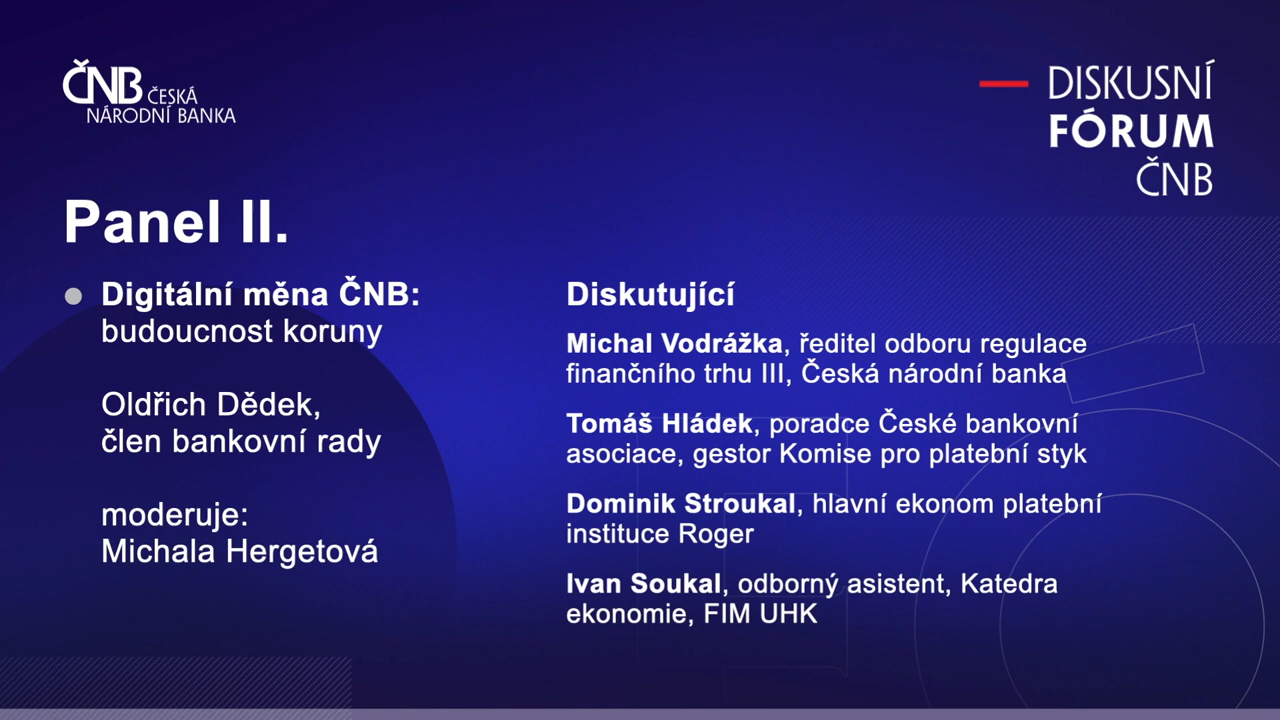 ČNB ČESKÁ
NÁRODNÍ BANKA
DISKUSNÍ
FÓRUM
ČNB
Panel II.
Digitální měna ČNB:
budoucnost koruny
Oldřich Dědek,
člen bankovní rady
moderuje:
Michala Hergetová
Diskutující
Michal Vodrážka, ředitel odboru regulace
finančního trhu III, Česká národní banka
Tomáš Hládek, poradce České bankovní
asociace, gestor Komise pro platební styk
Dominik Stroukal, hlavní ekonom platební
instituce Roger
Ivan Soukal, odborný asistent, Katedra
ekonomie, FIM UHK